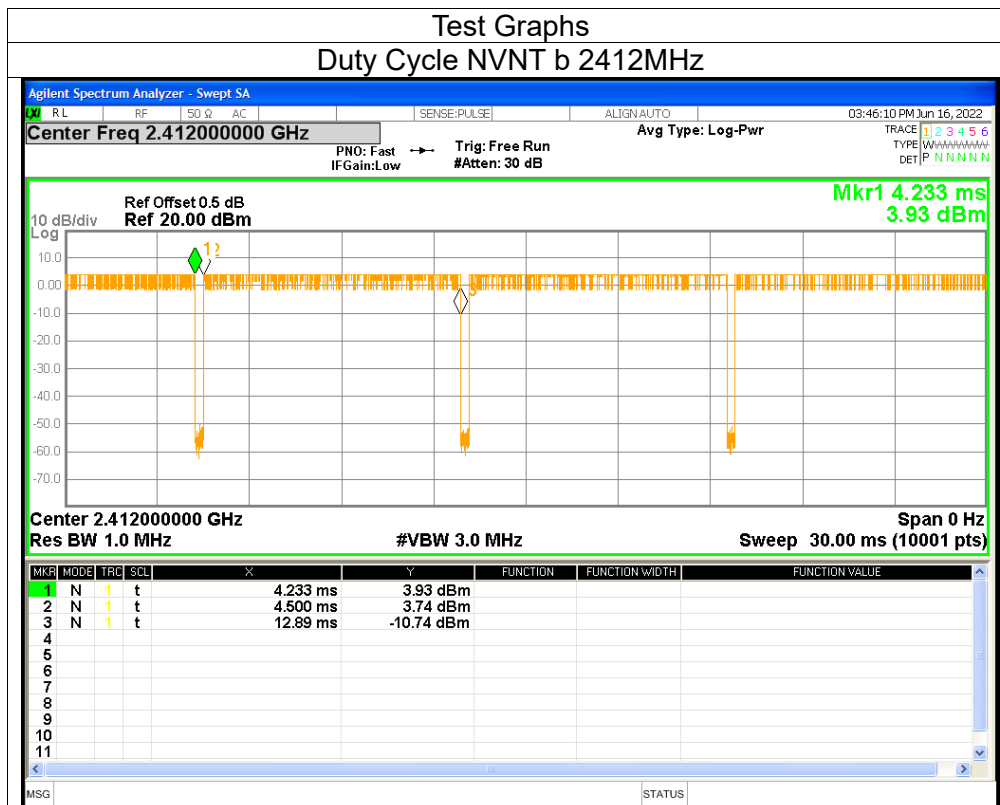 Test Graphs
Duty Cycle NVNT b 2412MHz
Agilent Spectrum Analyzer - Swept SA
LXI RL RF 50 Ω AC SENSE:PULSE ALIGN AUTO 03:46:10 PM Jun 16, 2022
Center Freq 2.412000000 GHz Avg Type: Log-Pwr TRACE 1 2 3 4 5 6
PNO: Fast Trig: Free Run TYPE W
IFGain:Low #Atten: 30 dB DET P N N N N N
Mkr1 4.233 ms
Ref Offset 0.5 dB
10 dB/div Ref 20.00 dBm 3.93 dBm
Log
1 2
10.0
0.00
3
-10.0
-20.0
-30.0
-40.0
-50.0
-60.0
-70.0
Center 2.412000000 GHz Span 0 Hz
Res BW 1.0 MHz #VBW 3.0 MHz Sweep 30.00 ms (10001 pts)
MKR MODE TRC SCL X Y FUNCTION FUNCTION WIDTH FUNCTION VALUE
1 N 1 t 4.233 ms 3.93 dBm
2 N 1 t 4.500 ms 3.74 dBm
3 N 1 t 12.89 ms -10.74 dBm
4
5
6
7
8
9
10
11
MSG STATUS